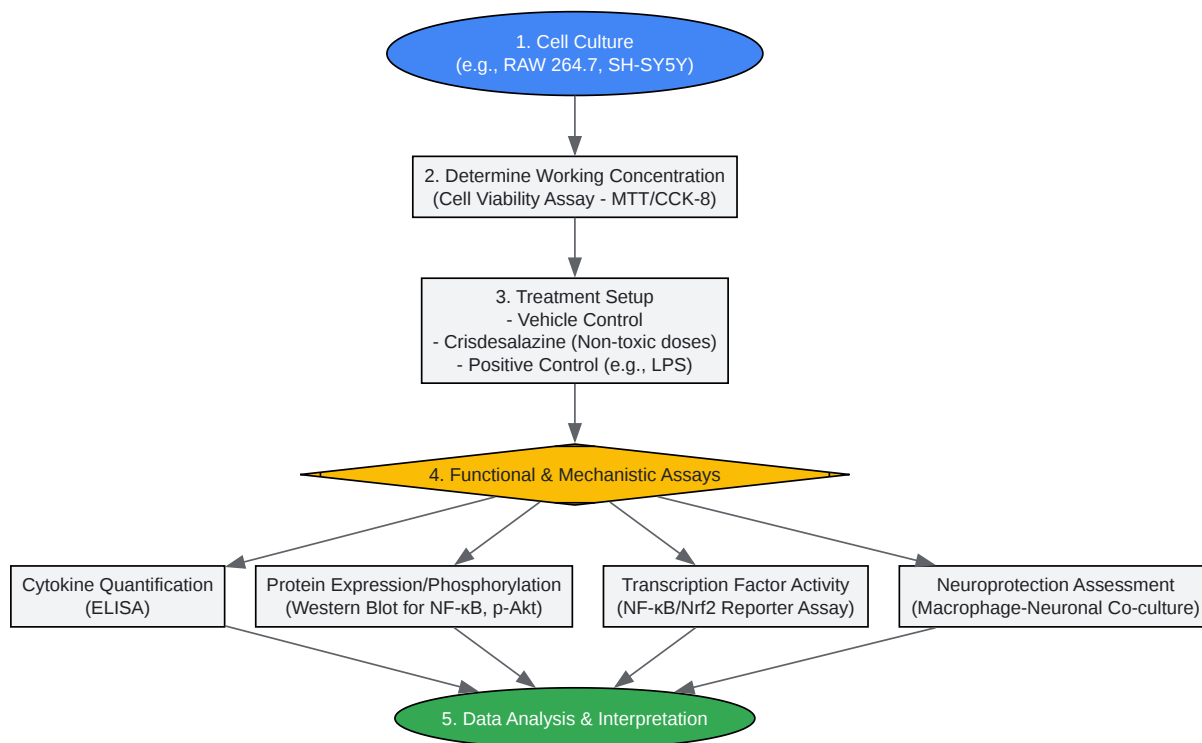 1. Cell Culture
(e.g., RAW 264.7, SH-SY5Y)
2. Determine Working Concentration
(Cell Viability Assay - MTT/CCK-8)
3. Treatment Setup
- Vehicle Control
- Crisdesalazine (Non-toxic doses)
- Positive Control (e.g., LPS)
4. Functional & Mechanistic Assays
Cytokine Quantification
(ELISA)
Protein Expression/Phosphorylation
(Western Blot for NF-κB, p-Akt)
Transcription Factor Activity
(NF-κB/Nrf2 Reporter Assay)
Neuroprotection Assessment
(Macrophage-Neuronal Co-culture)
5. Data Analysis & Interpretation